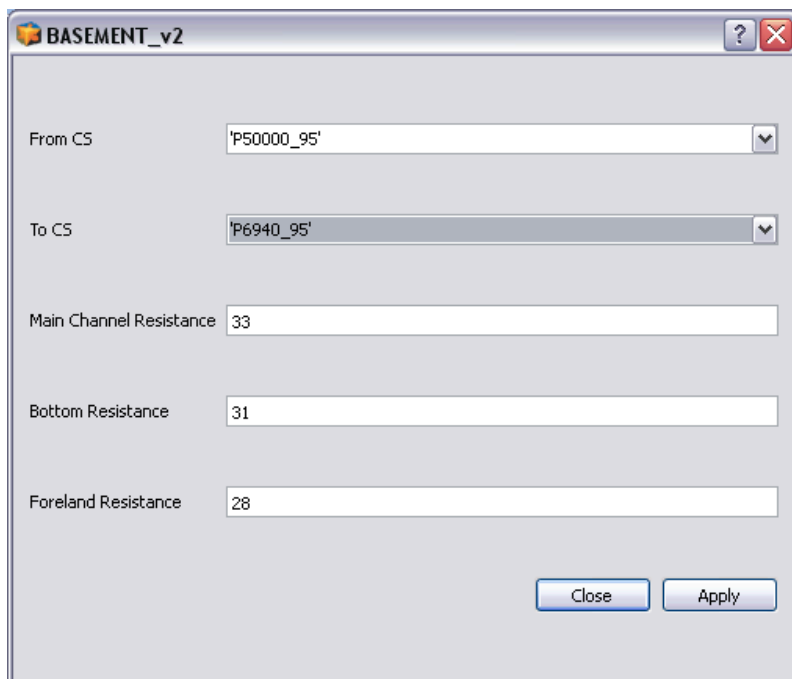 BASEMENT_v2
From CS 'P50000_95'
To CS 'P6940_95'
Main Channel Resistance 33
Bottom Resistance 31
Foreland Resistance 28
Close Apply